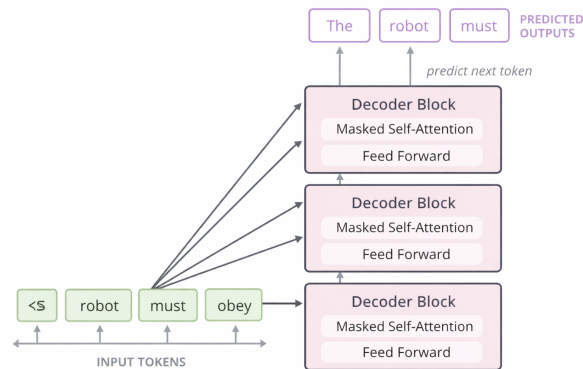 The robot must PREDICTED
OUTPUTS
predict next token
Decoder Block
Masked Self-Attention
Feed Forward
Decoder Block
Masked Self-Attention
Feed Forward
<s robot must obey
Decoder Block
Masked Self-Attention
Feed Forward
INPUT TOKENS